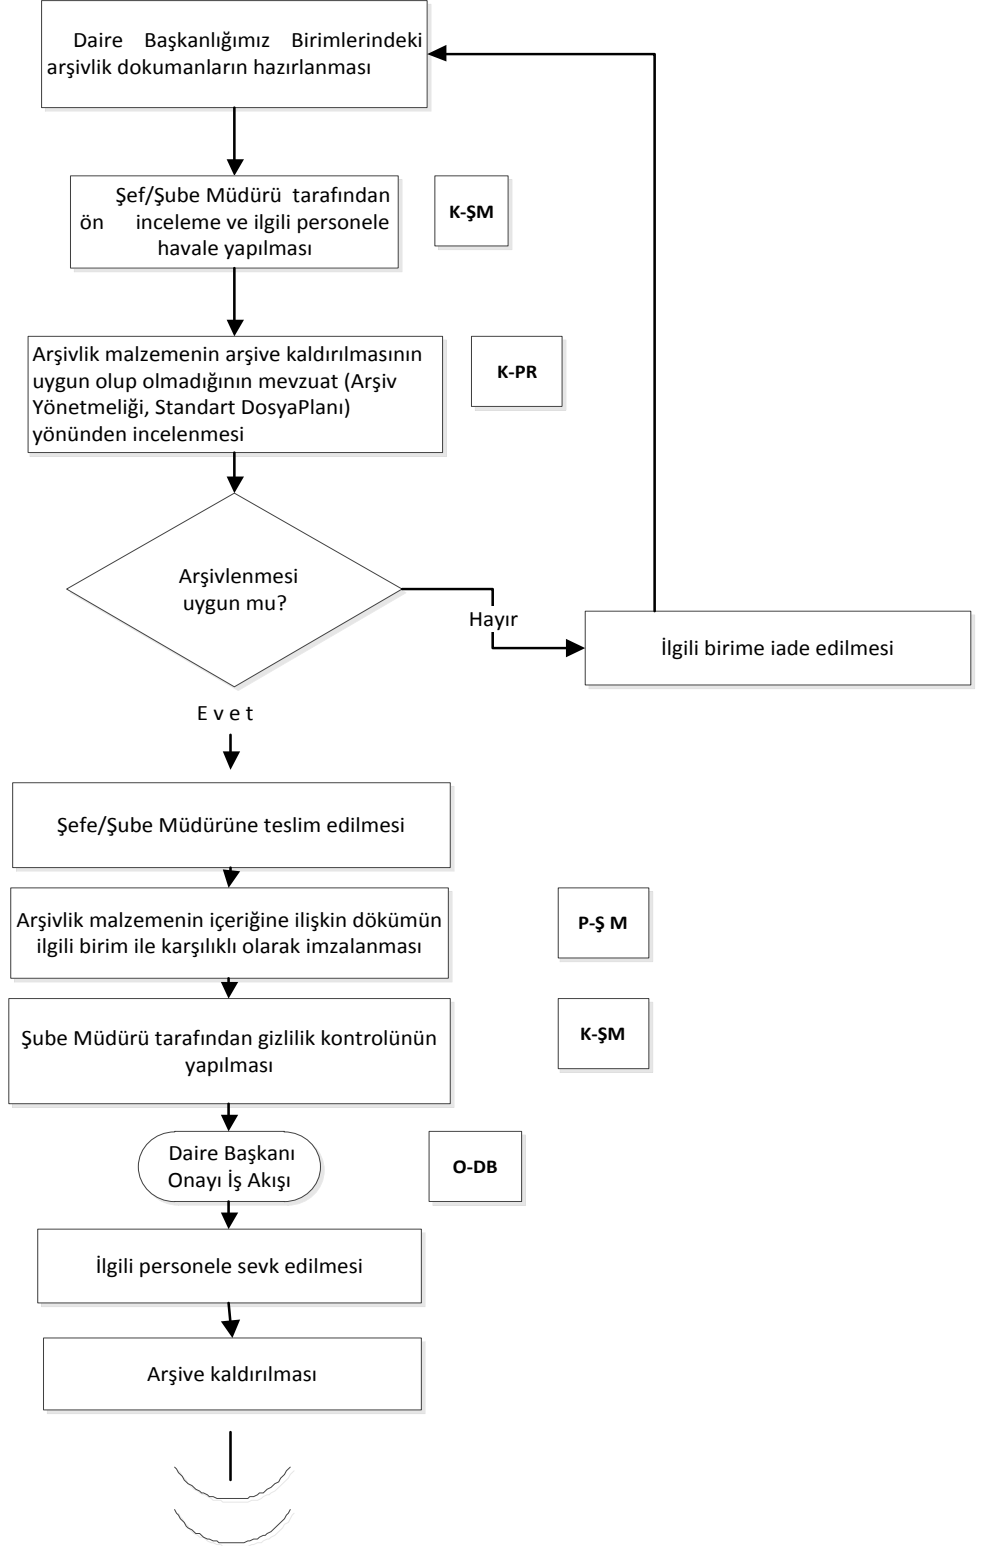 Daire Başkanlığımız Birimlerindeki
arşivlik dokumanların hazırlanması
Şef/Şube Müdürü tarafından
ön inceleme ve ilgili personele
havale yapılması
K-ŞM
Arşivlik malzemenin arşive kaldırılmasının
uygun olup olmadığının mevzuat (Arşiv
Yönetmeliği, Standart DosyaPlanı)
yönünden incelenmesi
K-PR
Arşivlenmesi
uygun mu?
Hayır
İlgili birime iade edilmesi
E v e t
Şefe/Şube Müdürüne teslim edilmesi
Arşivlik malzemenin içeriğine ilişkin dökümün
ilgili birim ile karşılıklı olarak imzalanması
P-Ş M
Şube Müdürü tarafından gizlilik kontrolünün
yapılması
K-ŞM
Daire Başkanı
Onayı İş Akışı
O-DB
İlgili personele sevk edilmesi
Arşive kaldırılması